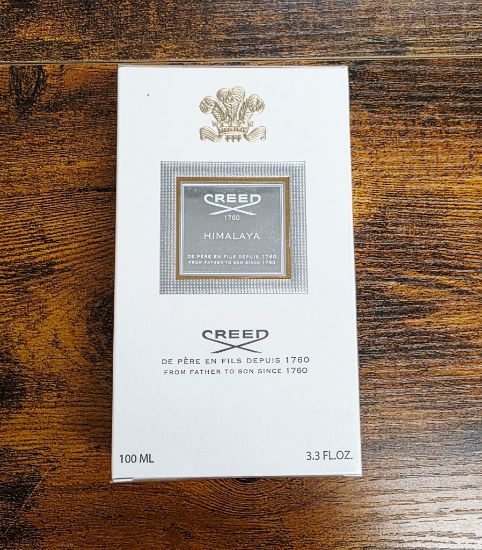 CREED
1760
HIMALAYA
DE PÈRE EN FILS DEPUIS 1760
FROM FATHER TO SON SINCE 1760
CREED
DE PÈRE EN FILS DEPUIS 1760
FROM FATHER TO SON SINCE 1760
100 ML 3.3 FL.OZ.